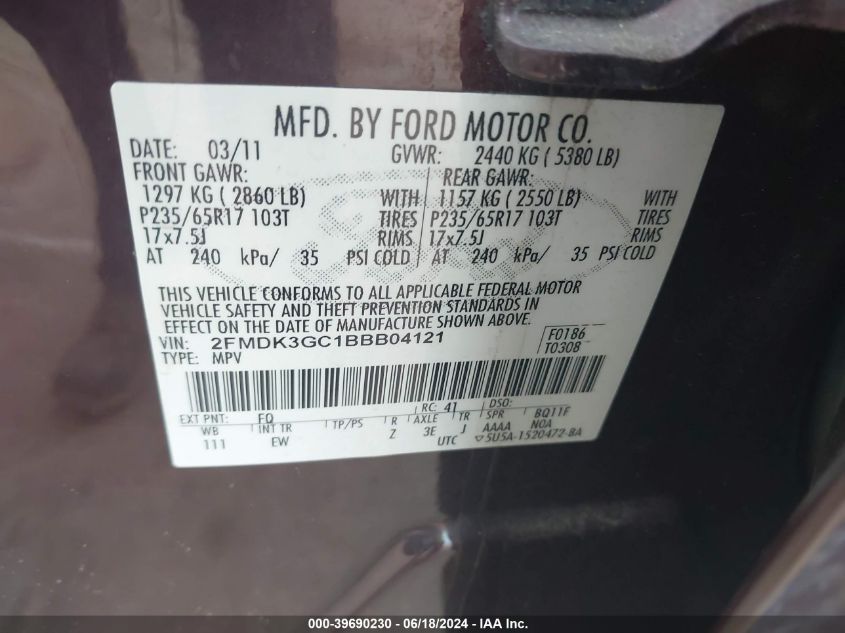 MFD. BY FORD MOTOR CO.
DATE: 03/11 GVWR: 2440 KG ( 5380 LB)
FRONT GAWR: REAR GAWR:
1297 KG ( 2860 LB) WITH 1157 KG ( 2550 LB) WITH
P235/65R17 103T TIRES P235/65R17 103T TIRES
17x7.5J RIMS 17x7.5J RIMS
AT 240 kPa/ 35 PSI COLD AT 240 kPa/ 35 PSI COLD
THIS VEHICLE CONFORMS TO ALL APPLICABLE FEDERAL MOTOR
VEHICLE SAFETY AND THEFT PREVENTION STANDARDS IN
EFFECT ON THE DATE OF MANUFACTURE SHOWN ABOVE.
VIN: 2FMDK3GC1BBB04121 F0186
TYPE: MPV T0308
EXT PNT: FQ RC: 41 DSO:
WB INT TR TP/PS R AXLE TR SPR BQ11F
111 EW Z 3E J AAAA NOA
UTC 5U5A-1520472-BA
000-39690230 - 06/18/2024 - IAA Inc.